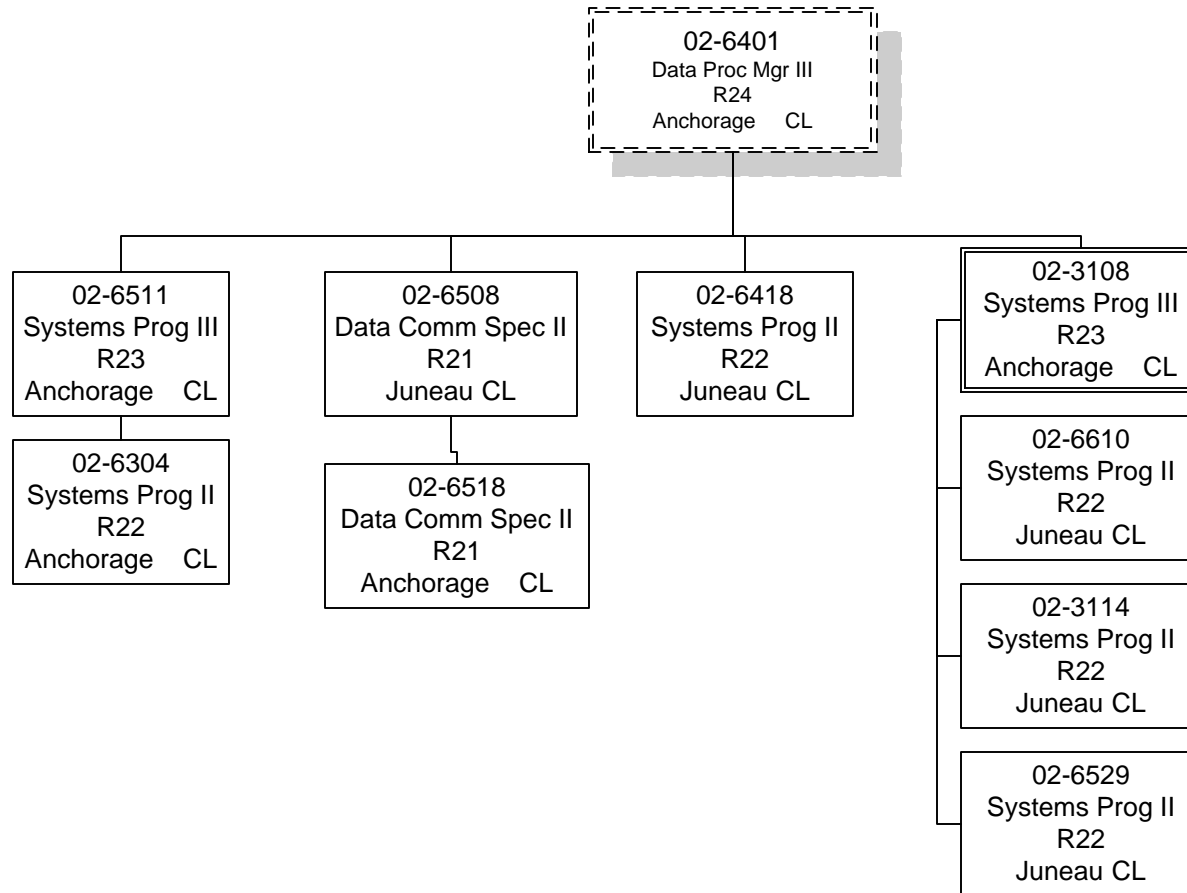 02-6401
Data Proc Mgr III
R24
Anchorage CL
02-6511
Systems Prog III
R23
Anchorage CL
02-6304
Systems Prog II
R22
Anchorage CL
02-6508
Data Comm Spec II
R21
Juneau CL
02-6518
Data Comm Spec II
R21
Anchorage CL
02-6418
Systems Prog II
R22
Juneau CL
02-3108
Systems Prog III
R23
Anchorage CL
02-6610
Systems Prog II
R22
Juneau CL
02-3114
Systems Prog II
R22
Juneau CL
02-6529
Systems Prog II
R22
Juneau CL